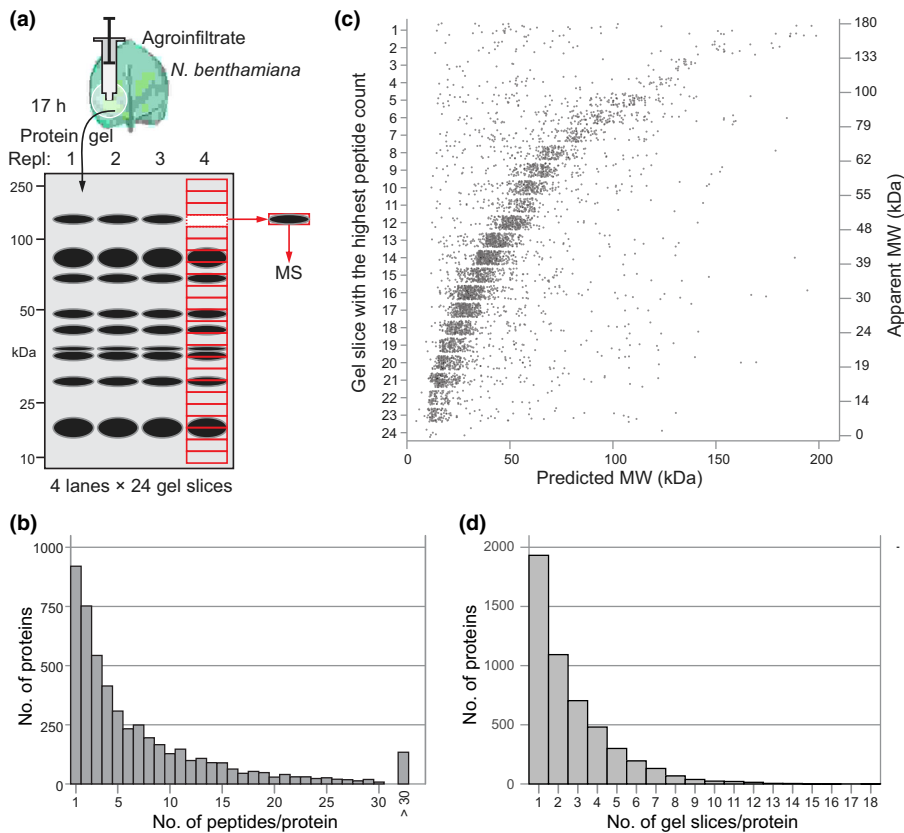 (a)
Agroinfiltrate
N. benthamiana
17 h
Protein gel
Repl: 1 2 3 4
250
100
50
kDa
25
10
MS
4 lanes × 24 gel slices
(c)
Gel slice with the highest peptide count
1
2
3
4
5
6
7
8
9
10
11
12
13
14
15
16
17
18
19
20
21
22
23
24
180
133
100
79
62
55
48
39
30
24
19
14
0
Apparent MW (kDa)
0 50 100 150 200
Predicted MW (kDa)
(b)
No. of proteins
1000
750
500
250
0
1 5 10 15 20 25 30 > 30
No. of peptides/protein
(d)
No. of proteins
2000
1500
1000
500
0
1 2 3 4 5 6 7 8 9 10 11 12 13 14 15 16 17 18
No. of gel slices/protein